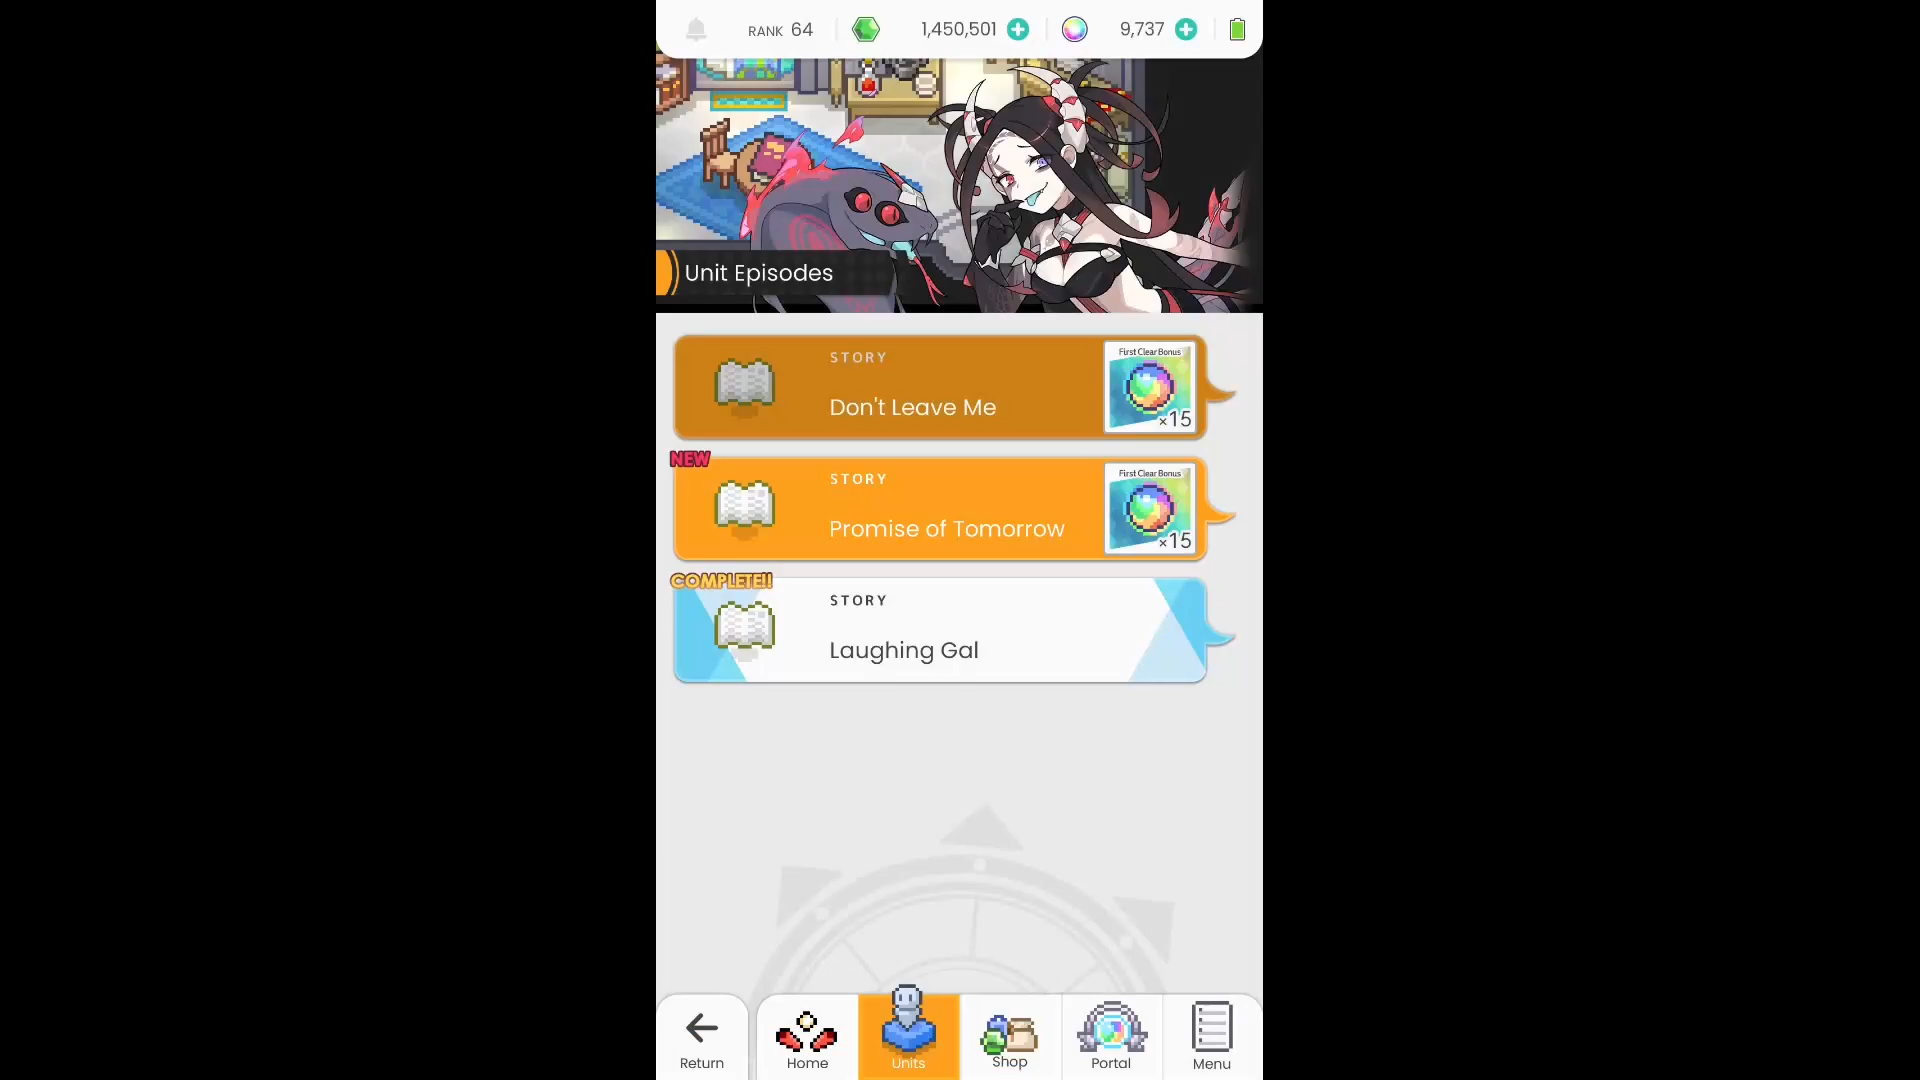 RANK 64
1,450,501
9,737
Unit Episodes
STORY
Don't Leave Me
First Clear Bonus
×15
NEW
STORY
Promise of Tomorrow
First Clear Bonus
×15
COMPLETE!!
STORY
Laughing Gal
Return
Home
Units
Shop
Portal
Menu